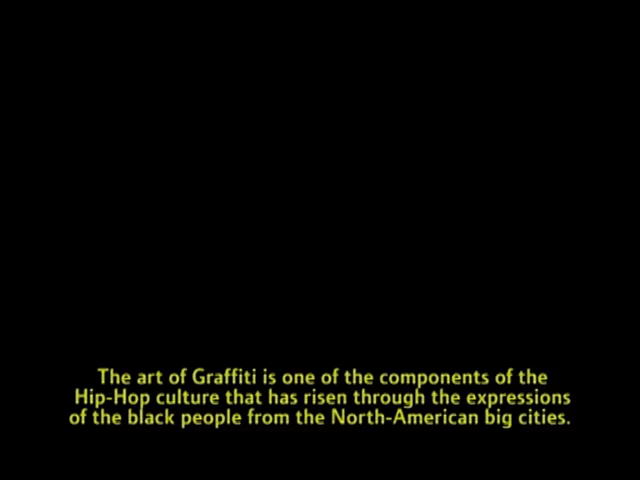 The art of Graffiti is one of the components of the
Hip-Hop culture that has risen through the expressions
of the black people from the North-American big cities.